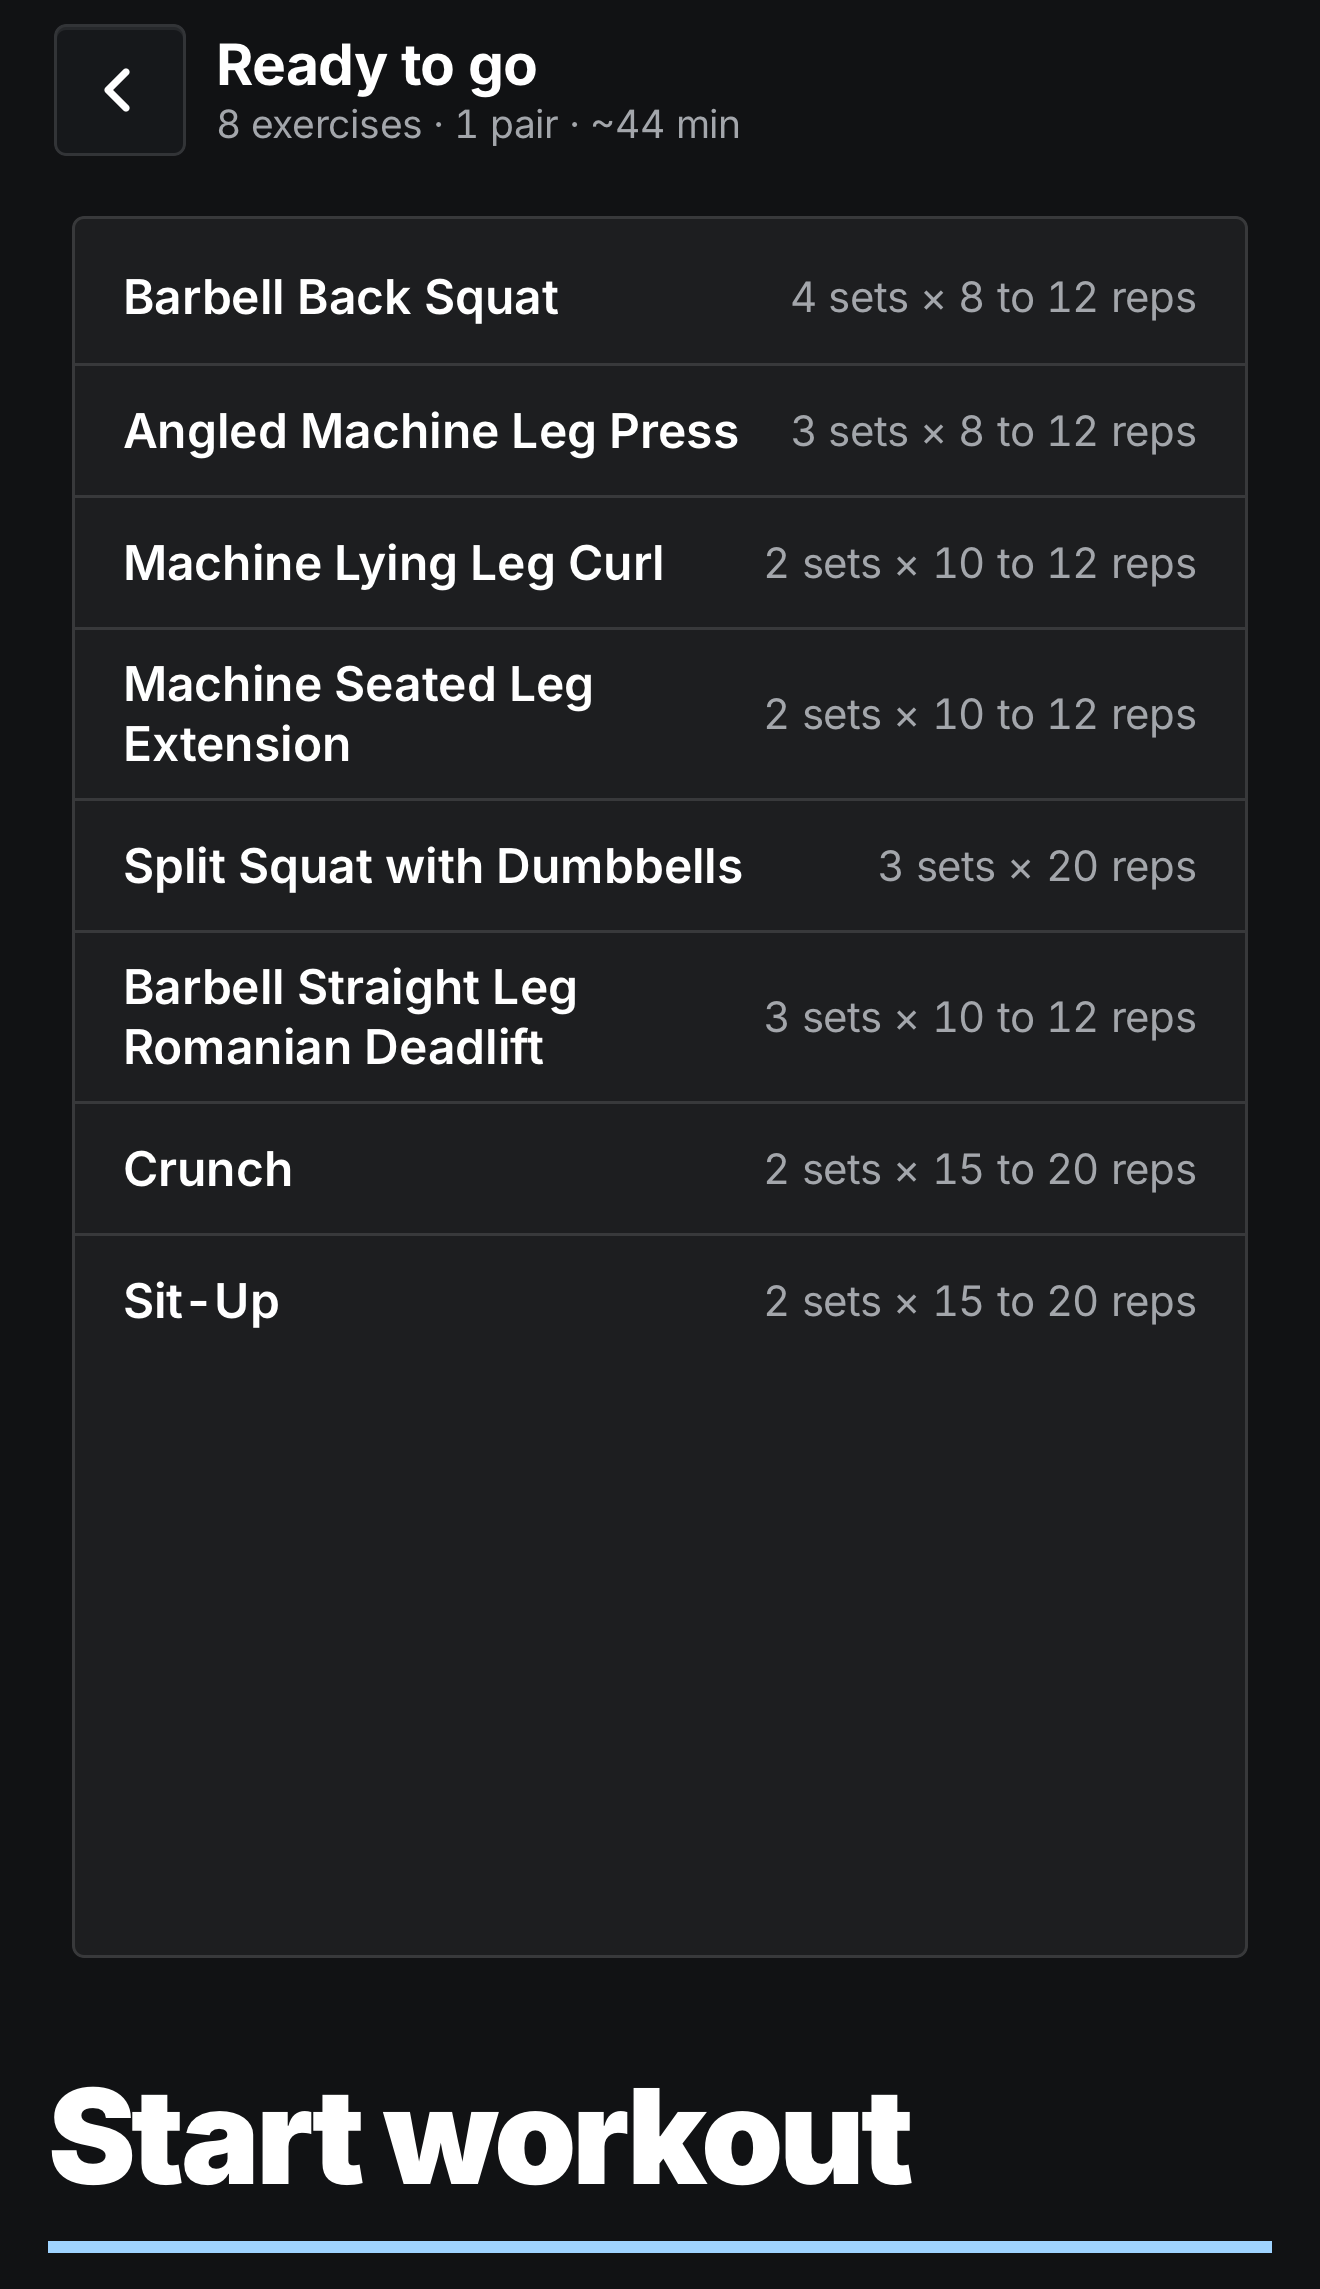 Ready to go
8 exercises · 1 pair · ~44 min
Barbell Back Squat 4 sets × 8 to 12 reps
Angled Machine Leg Press 3 sets × 8 to 12 reps
Machine Lying Leg Curl 2 sets × 10 to 12 reps
Machine Seated Leg
Extension
2 sets × 10 to 12 reps
Split Squat with Dumbbells 3 sets × 20 reps
Barbell Straight Leg
Romanian Deadlift
3 sets × 10 to 12 reps
Crunch 2 sets × 15 to 20 reps
Sit-Up 2 sets × 15 to 20 reps
Start workout